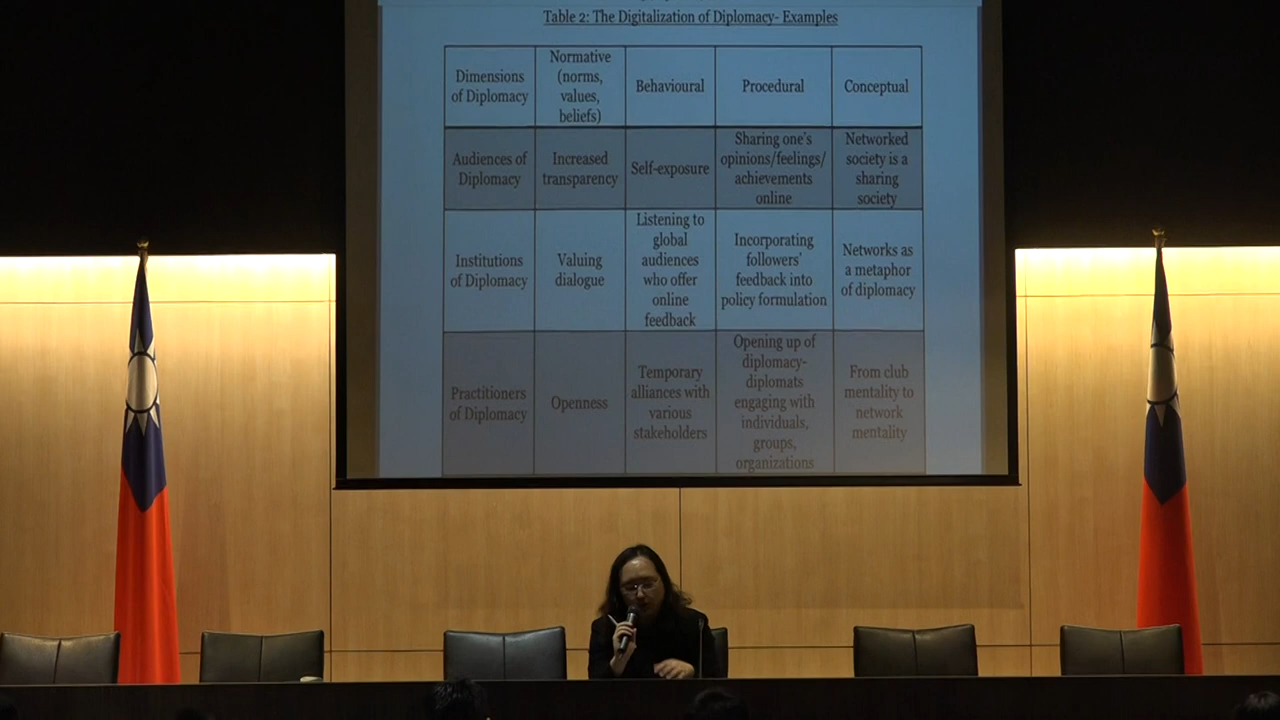 Table 2: The Digitalization of Diplomacy- Examples
Dimensions
of Diplomacy
Normative
(norms,
values,
beliefs)
Behavioural
Procedural
Conceptual
Audiences of
Diplomacy
Increased
transparency
Self-exposure
Sharing one's
opinions/feelings/
achievements
online
Networked
society is a
sharing
society
Institutions
of Diplomacy
Valuing
dialogue
Listening to
global
audiences
who offer
online
feedback
Incorporating
followers'
feedback into
policy formulation
Networks as
a metaphor
of diplomacy
Practitioners
of Diplomacy
Openness
Temporary
alliances with
various
stakeholders
Opening up of
diplomacy-
diplomats
engaging with
individuals,
groups,
organizations
From club
mentality to
network
mentality